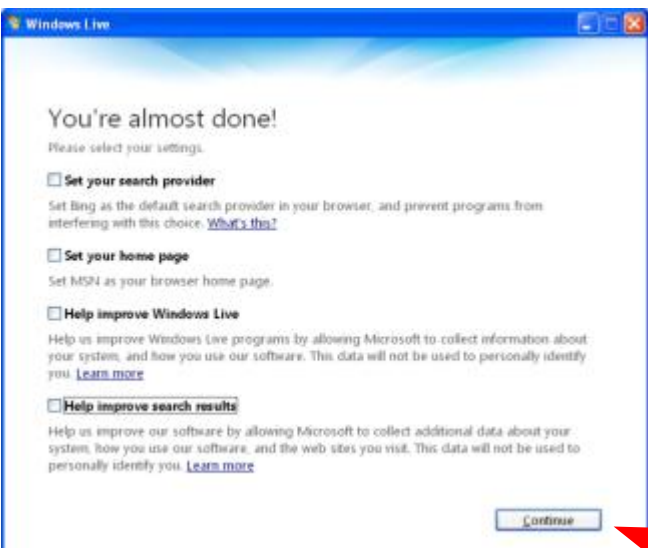 Windows Live
You're almost done!
Please select your settings.
Set your search provider
Set Bing as the default search provider in your browser, and prevent programs from
interfering with this choice. What's this?
Set your home page
Set MSN as your browser home page.
Help improve Windows Live
Help us improve Windows Live programs by allowing Microsoft to collect information about
your system, and how you use our software. This data will not be used to personally identify
you. Learn more
Help improve search results
Help us improve our software by allowing Microsoft to collect additional data about your
system, how you use our software, and the web sites you visit. This data will not be used to
personally identify you. Learn more
Continue